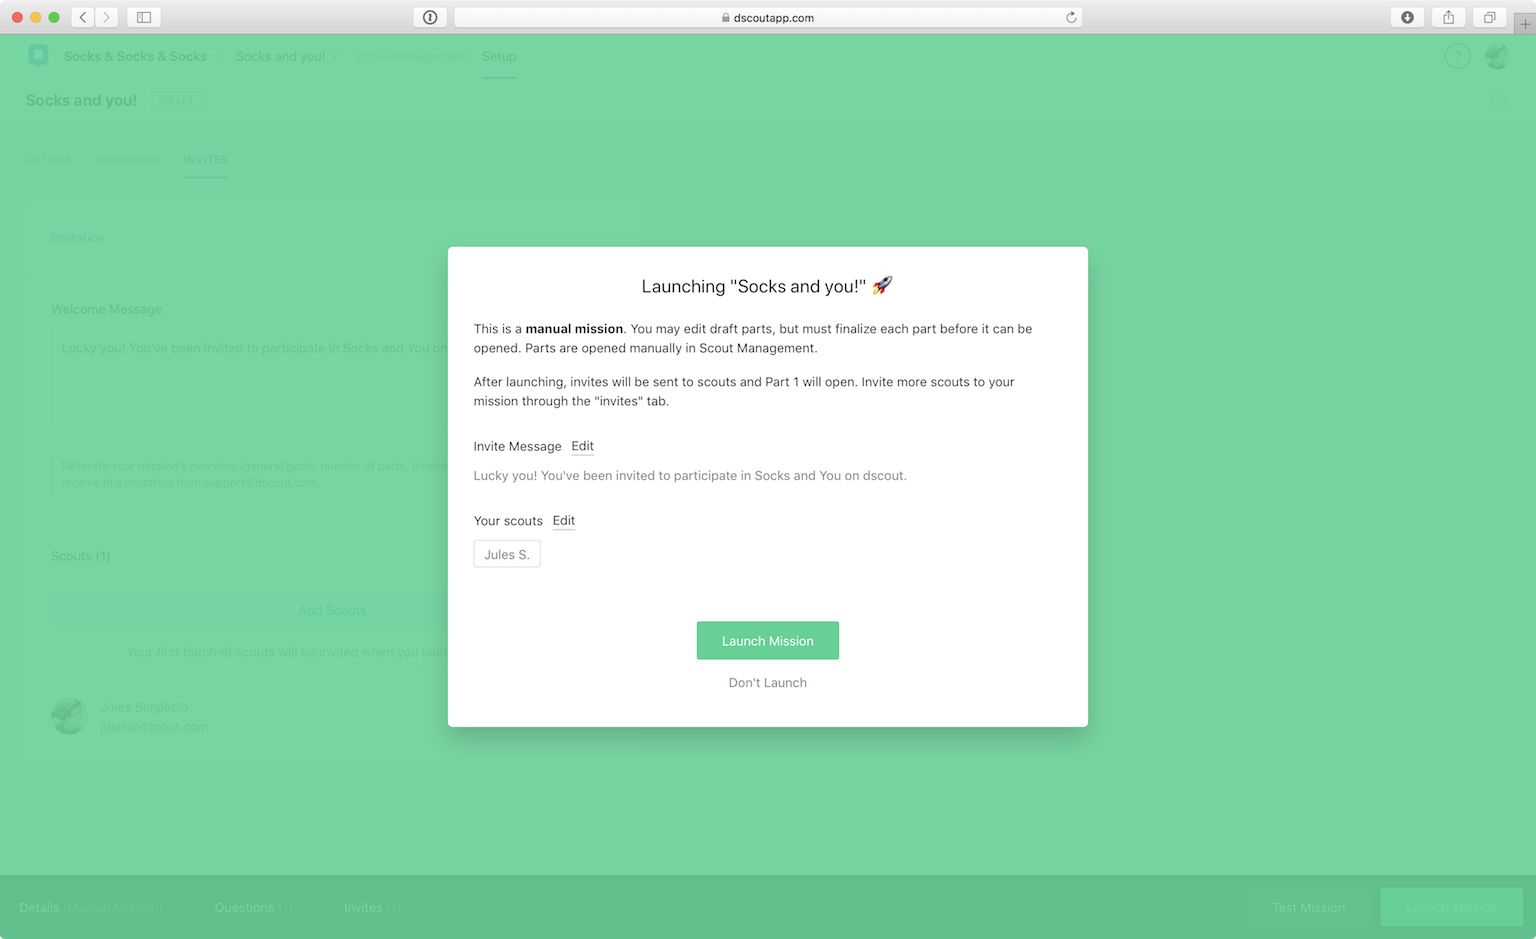 dscoutapp.com
Socks & Socks & Socks Socks and you! Scout Management Setup
?
Socks and you! DRAFT
DETAILS QUESTIONS INVITES
Invitation
Welcome Message
Lucky you! You've been invited to participate in Socks and You on
Reiterate your mission's overview (general goals, number of parts, timelin
receive this invitation from support@dscout.com.
Scouts (1)
Add Scouts
Your first batch of scouts will be invited when you laun
Jules Simplicio
jules@dscout.com
Launching "Socks and you!" 🚀
This is a manual mission. You may edit draft parts, but must finalize each part before it can be
opened. Parts are opened manually in Scout Management.
After launching, invites will be sent to scouts and Part 1 will open. Invite more scouts to your
mission through the "invites" tab.
Invite Message Edit
Lucky you! You've been invited to participate in Socks and You on dscout.
Your scouts Edit
Jules S.
Launch Mission
Don't Launch
Details (Manual Mission) Questions (1) Invites (1) Test Mission Launch Mission